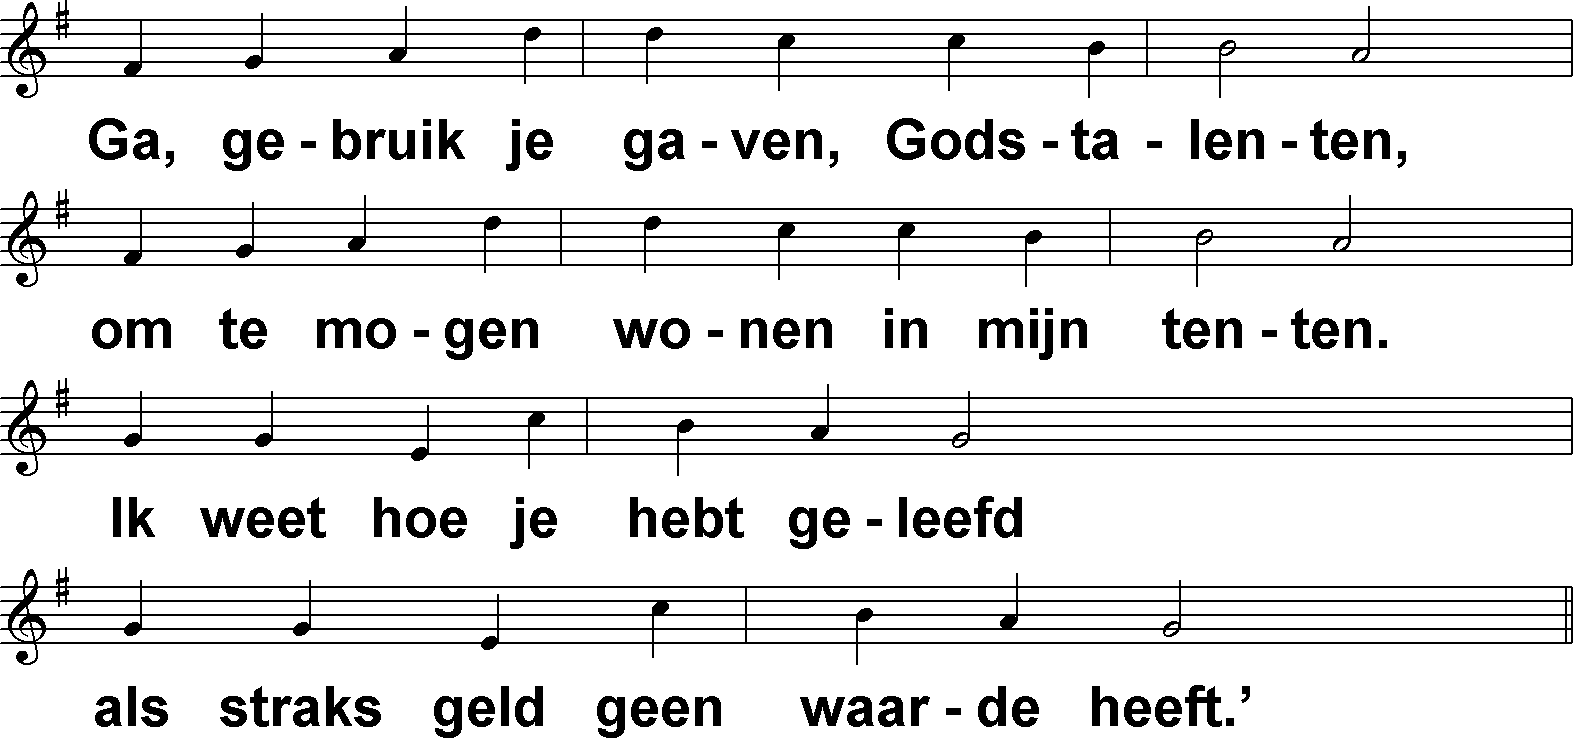 Ga, ge - bruik je ga - ven, Gods - ta - len - ten,
om te mo - gen wo - nen in mijn ten - ten.
Ik weet hoe je hebt ge - leefd
als straks geld geen waar - de heeft.’